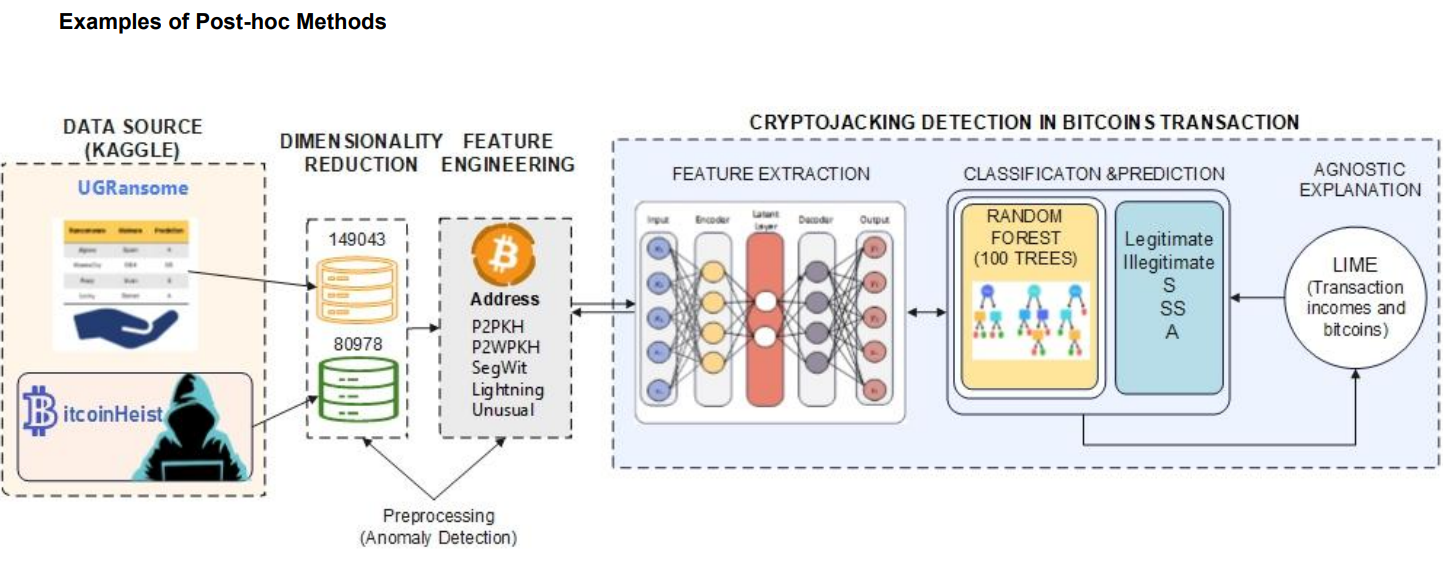 Examples of Post-hoc Methods
DATA SOURCE
(KAGGLE)
UGRansome
BitcoinHeist
DIMENSIONALITY
REDUCTION
149043
80978
FEATURE
ENGINEERING
Address
P2PKH
P2WPKH
SegWit
Lightning
Unusual
Preprocessing
(Anomaly Detection)
CRYPTOJACKING DETECTION IN BITCOINS TRANSACTION
FEATURE EXTRACTION
Input
Encoder
Latent
Layer
Decoder
Output
CLASSIFICATON &PREDICTION
RANDOM
FOREST
(100 TREES)
Legitimate
Illegitimate
S
SS
A
AGNOSTIC
EXPLANATION
LIME
(Transaction
incomes and
bitcoins)